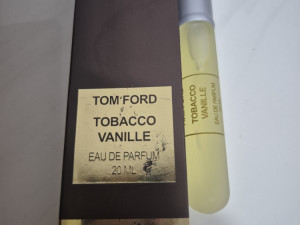 TOM FORD
TOBACCO
VANILLE
EAU DE PARFUM
20 ML
TOBACCO
VANILLE
EAU DE PARFUM